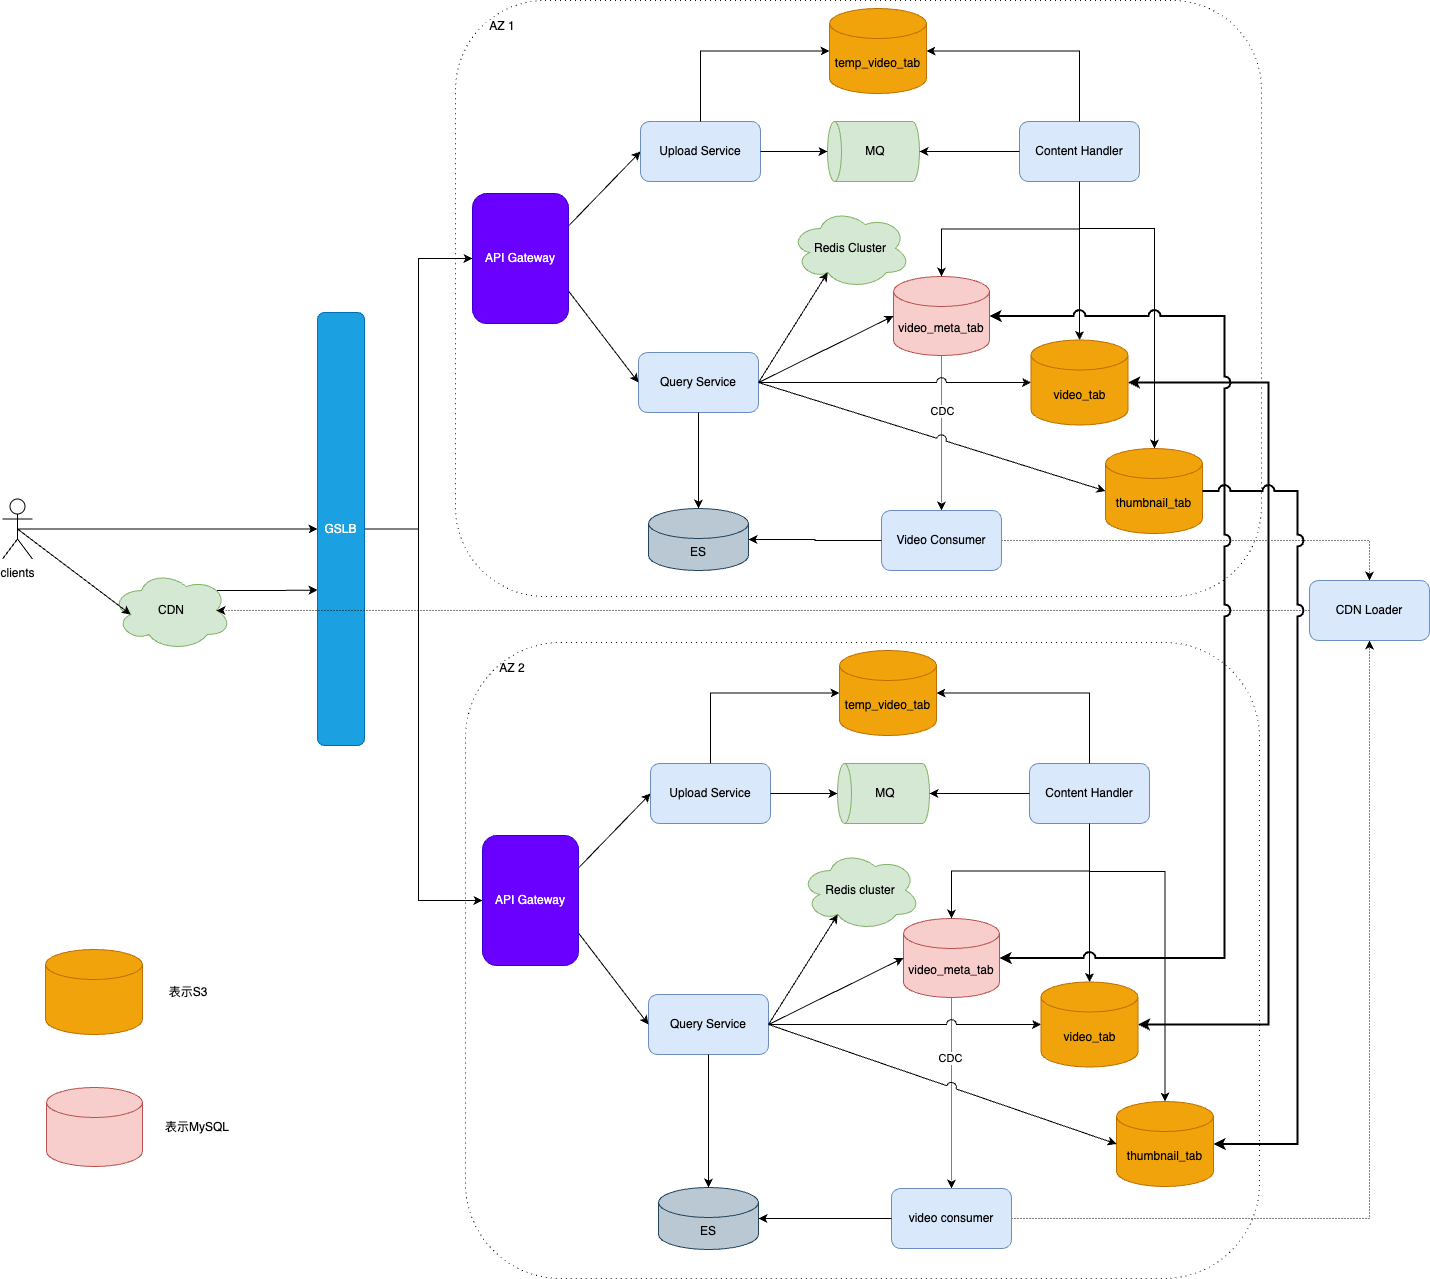 AZ 1
temp_video_tab
Upload Service
MQ
Content Handler
API Gateway
Redis Cluster
video_meta_tab
Query Service
video_tab
CDC
thumbnail_tab
GSLB
Video Consumer
ES
clients
CDN
CDN Loader
AZ 2
temp_video_tab
Upload Service
MQ
Content Handler
API Gateway
Redis cluster
video_meta_tab
表示S3
Query Service
video_tab
CDC
表示MySQL
thumbnail_tab
video consumer
ES